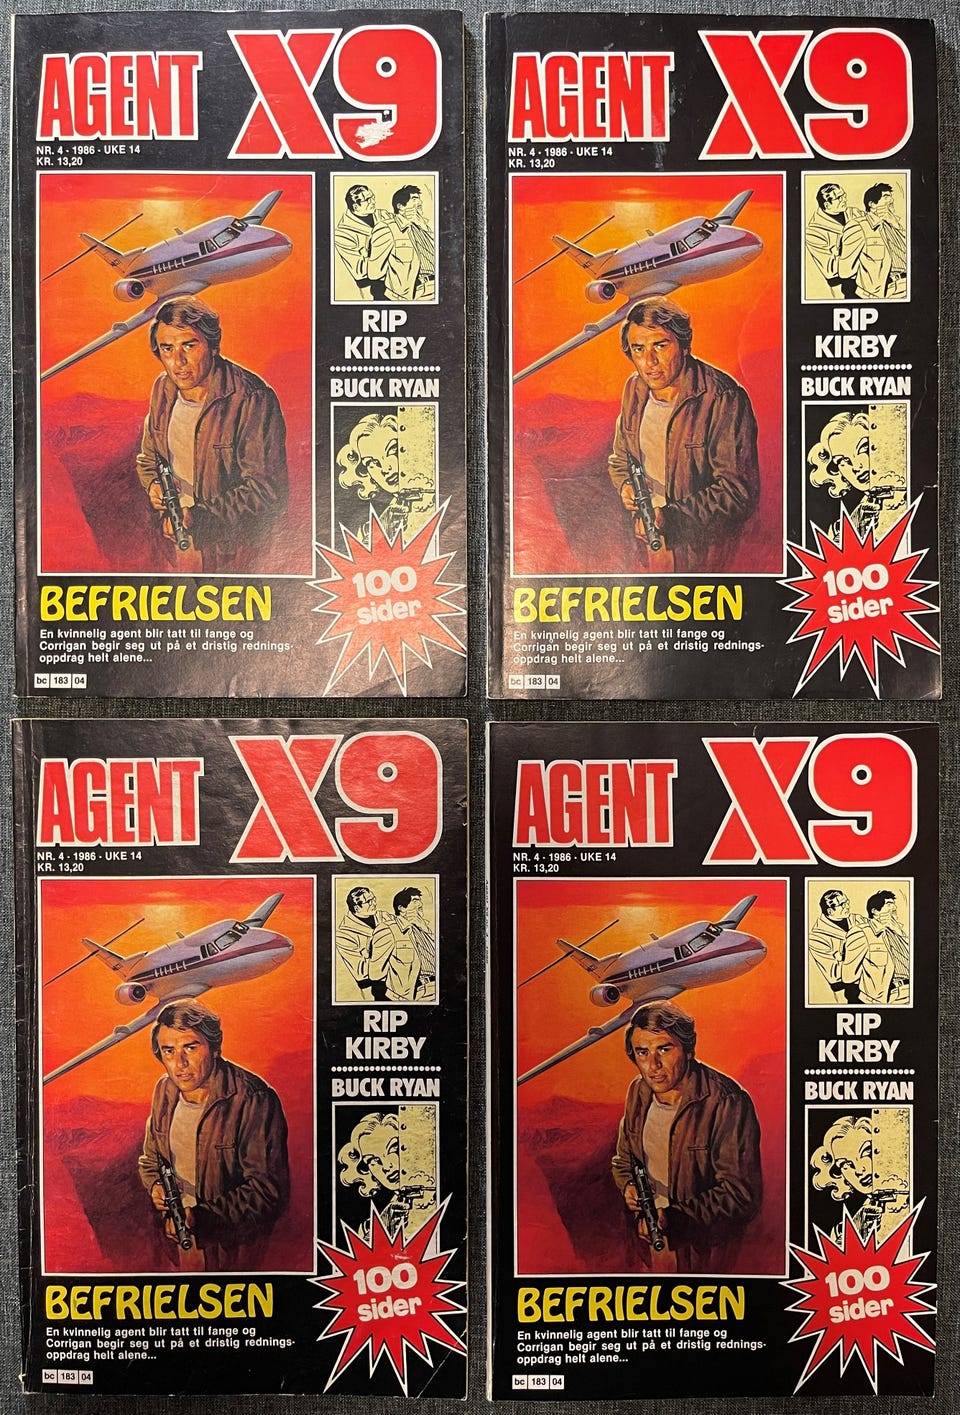 AGENT X9
NR. 4 - 1986 - UKE 14
KR. 13,20
RIP
KIRBY
BUCK RYAN
100
sider
BEFRIELSEN
En kvinnelig agent blir tatt til fange og
Corrigan begir seg ut på et dristig rednings-
oppdrag helt alene...
bc 183 04
AGENT X9
NR. 4 - 1986 - UKE 14
KR. 13,20
RIP
KIRBY
BUCK RYAN
100
sider
BEFRIELSEN
En kvinnelig agent blir tatt til fange og
Corrigan begir seg ut på et dristig rednings-
oppdrag helt alene...
bc 183 04
AGENT X9
NR. 4 - 1986 - UKE 14
KR. 13,20
RIP
KIRBY
BUCK RYAN
100
sider
BEFRIELSEN
En kvinnelig agent blir tatt til fange og
Corrigan begir seg ut på et dristig rednings-
oppdrag helt alene...
bc 183 04
AGENT X9
NR. 4 - 1986 - UKE 14
KR. 13,20
RIP
KIRBY
BUCK RYAN
100
sider
BEFRIELSEN
En kvinnelig agent blir tatt til fange og
Corrigan begir seg ut på et dristig rednings-
oppdrag helt alene...
bc 183 04